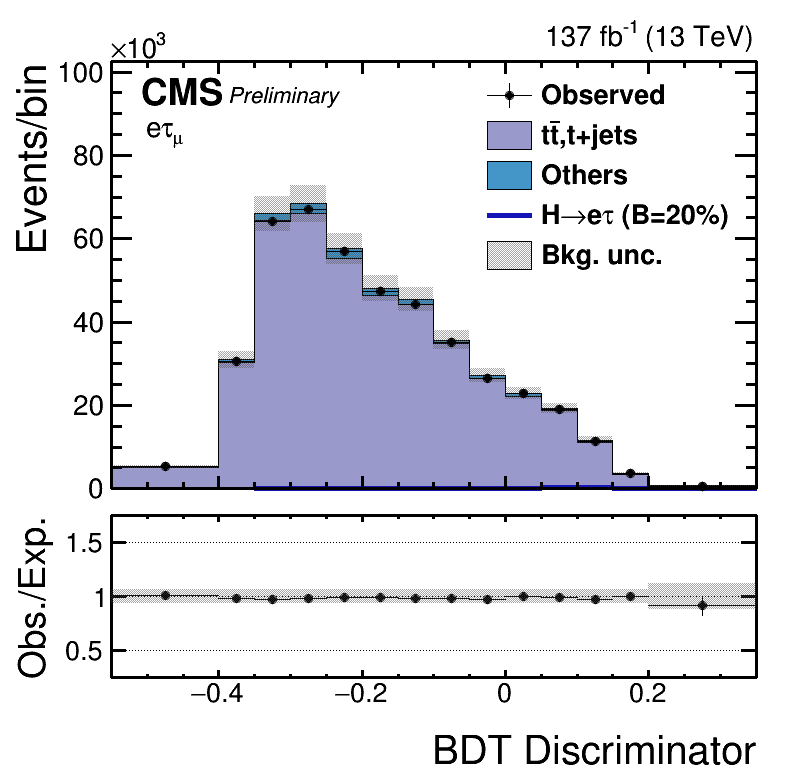 ×10³
137 fb⁻¹ (13 TeV)
CMS Preliminary
eτμ
Observed
tt̄,t+jets
Others
H→eτ (B=20%)
Bkg. unc.
Events/bin
100
80
60
40
20
0
Obs./Exp.
1.5
1
0.5
−0.4 −0.2 0 0.2
BDT Discriminator